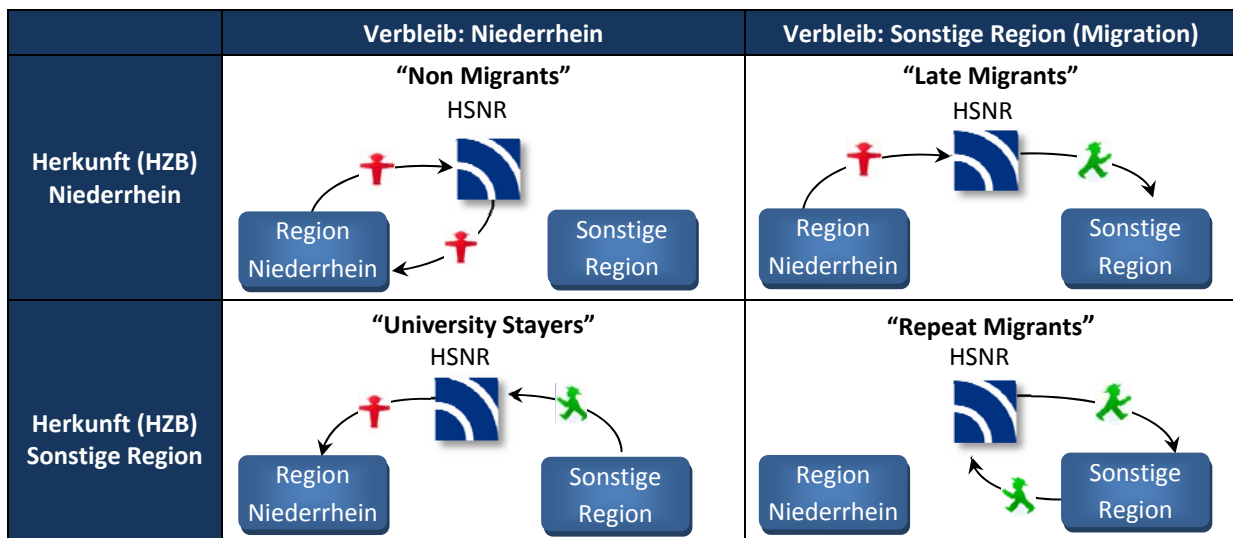 Verbleib: Niederrhein
Verbleib: Sonstige Region (Migration)
Herkunft (HZB)
Niederrhein
“Non Migrants”
HSNR
Region
Niederrhein
Sonstige
Region
“Late Migrants”
HSNR
Region
Niederrhein
Sonstige
Region
Herkunft (HZB)
Sonstige Region
“University Stayers”
HSNR
Region
Niederrhein
Sonstige
Region
“Repeat Migrants”
HSNR
Region
Niederrhein
Sonstige
Region